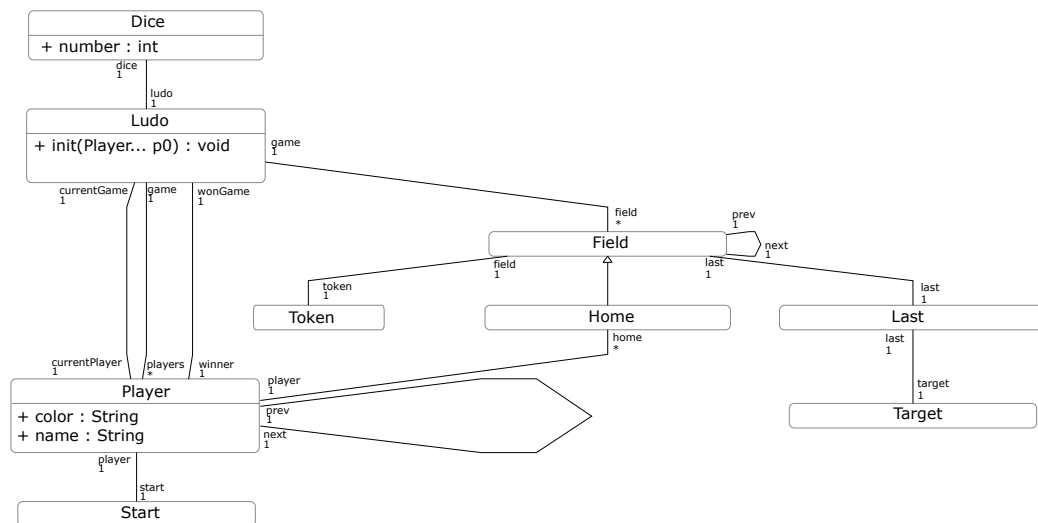 Dice
+ number : int
dice
1
ludo
1
Ludo
+ init(Player... p0) : void
game
1
currentGame
1
game
1
wonGame
1
field
*
prev
1
Field
next
1
field
1
last
1
token
1
last
1
Token
Home
Last
home
*
last
1
currentPlayer
1
players
*
winner
1
player
1
target
1
Player
Target
+ color : String
+ name : String
prev
1
next
1
player
1
start
1
Start